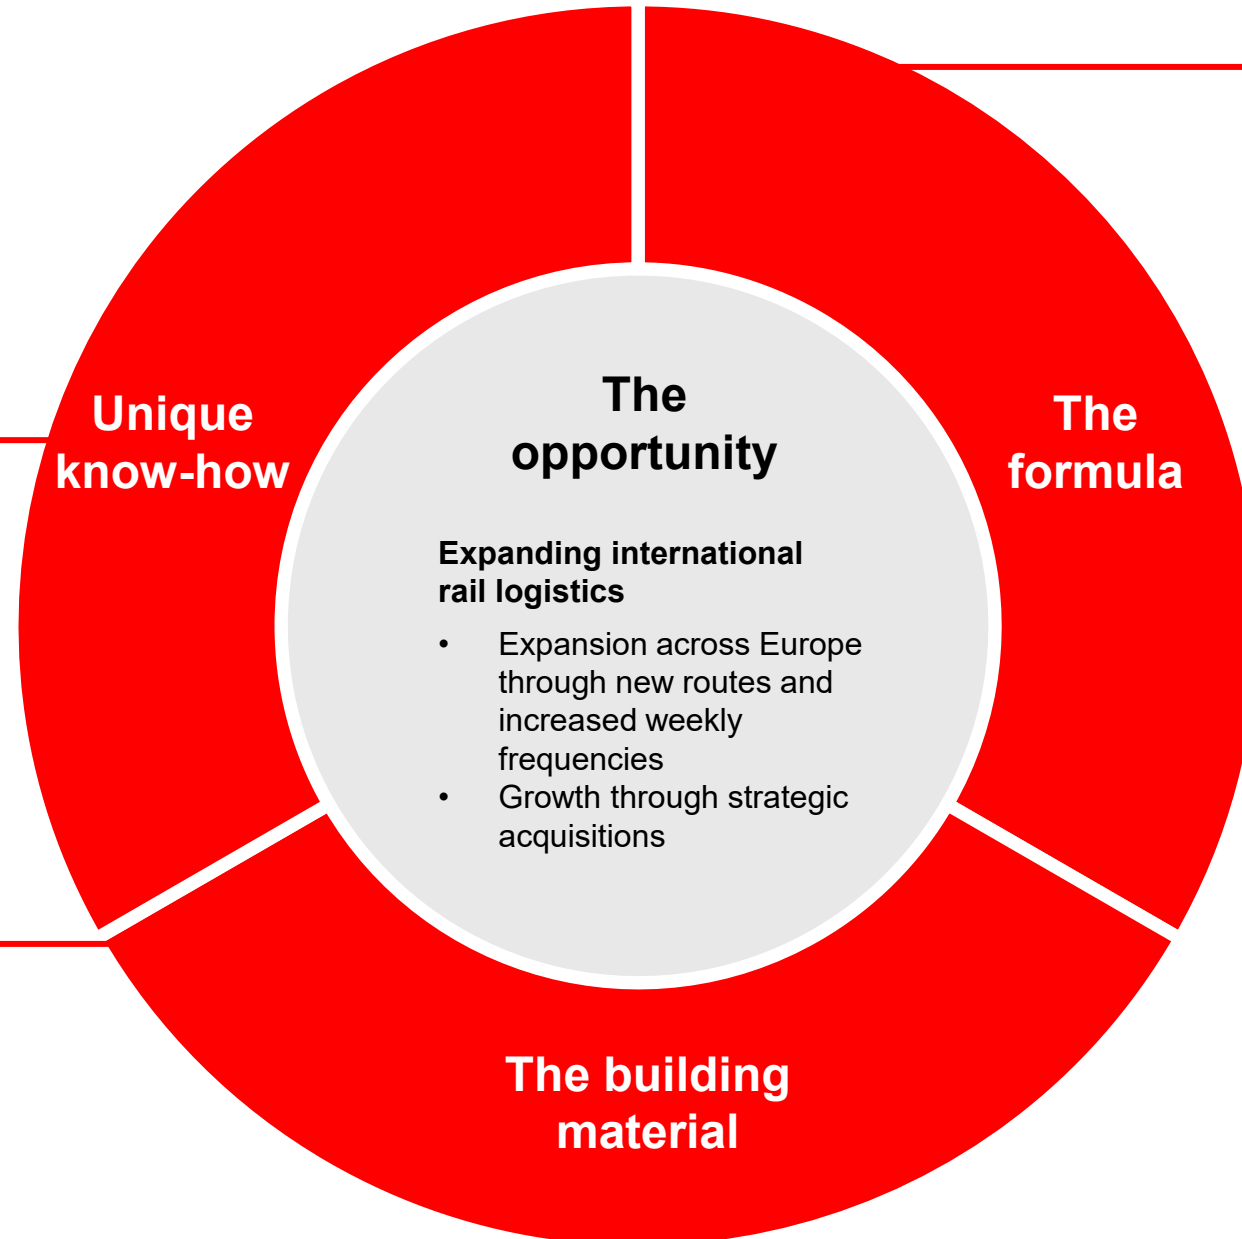 Unique
know-how
The
opportunity
Expanding international
rail logistics
• Expansion across Europe
through new routes and
increased weekly
frequencies
• Growth through strategic
acquisitions
The
formula
The building
material